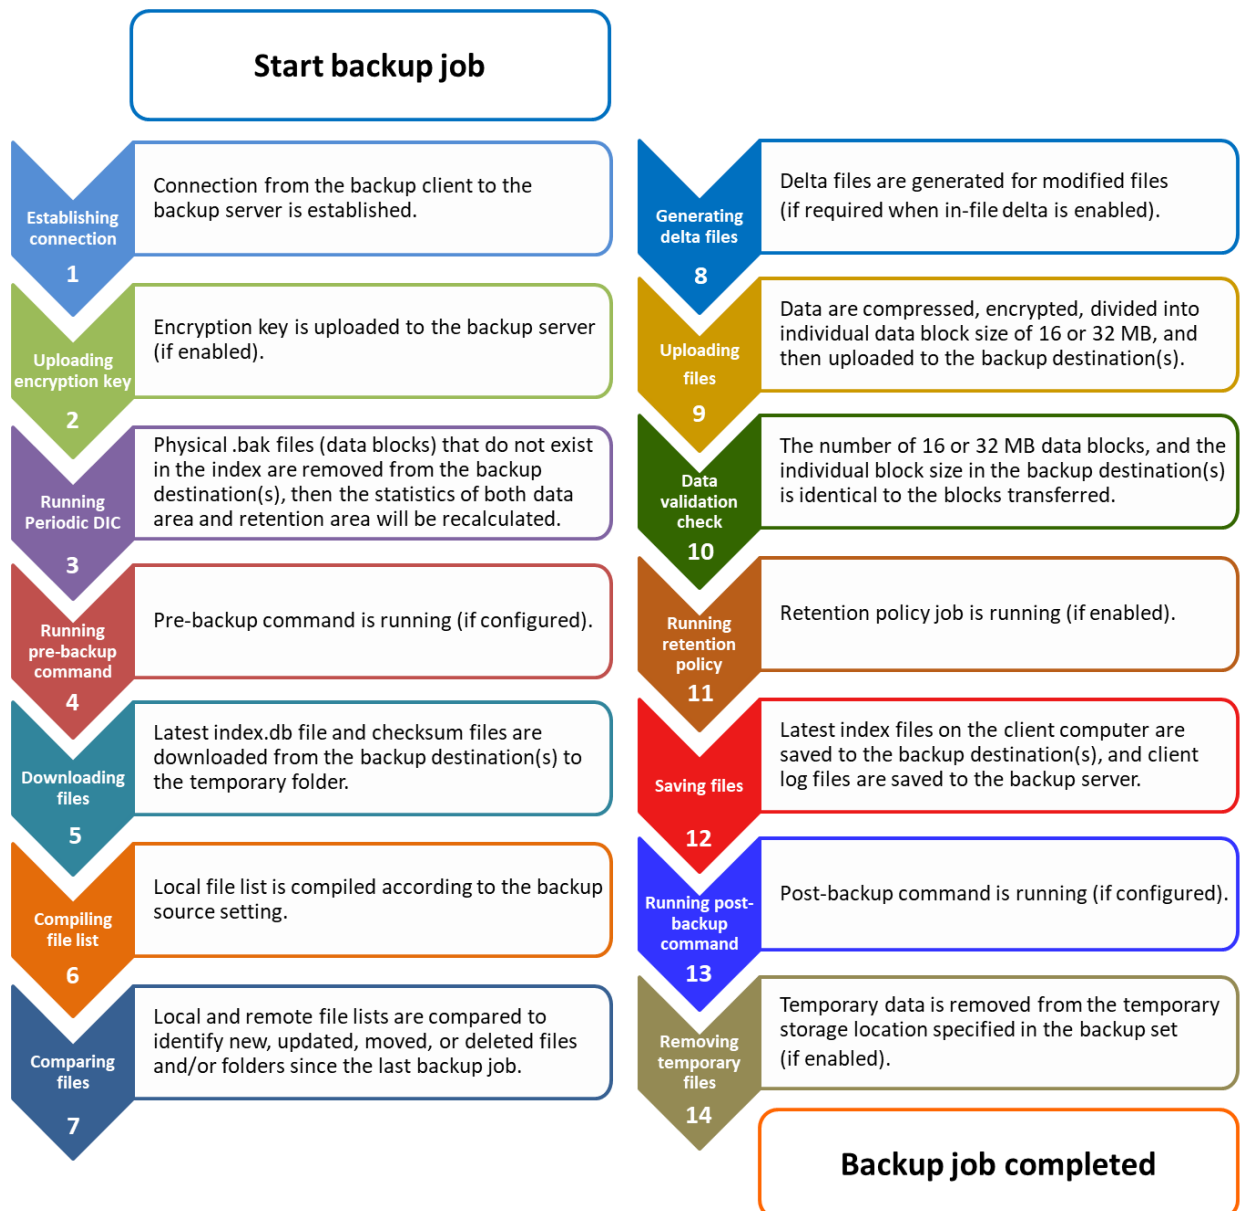 Start backup job
Establishing
connection
1
Connection from the backup client to the
backup server is established.
Uploading
encryption key
2
Encryption key is uploaded to the backup server
(if enabled).
Running
Periodic DIC
3
Physical .bak files (data blocks) that do not exist
in the index are removed from the backup
destination(s), then the statistics of both data
area and retention area will be recalculated.
Running
pre-backup
command
4
Pre-backup command is running (if configured).
Downloading
files
5
Latest index.db file and checksum files are
downloaded from the backup destination(s) to
the temporary folder.
Compiling
file list
6
Local file list is compiled according to the backup
source setting.
Comparing
files
7
Local and remote file lists are compared to
identify new, updated, moved, or deleted files
and/or folders since the last backup job.
Generating
delta files
8
Delta files are generated for modified files
(if required when in-file delta is enabled).
Uploading
files
9
Data are compressed, encrypted, divided into
individual data block size of 16 or 32 MB, and
then uploaded to the backup destination(s).
Data
validation
check
10
The number of 16 or 32 MB data blocks, and the
individual block size in the backup destination(s)
is identical to the blocks transferred.
Running
retention
policy
11
Retention policy job is running (if enabled).
Saving files
12
Latest index files on the client computer are
saved to the backup destination(s), and client
log files are saved to the backup server.
Running post-
backup
command
13
Post-backup command is running (if configured).
Removing
temporary
files
14
Temporary data is removed from the temporary
storage location specified in the backup set
(if enabled).
Backup job completed